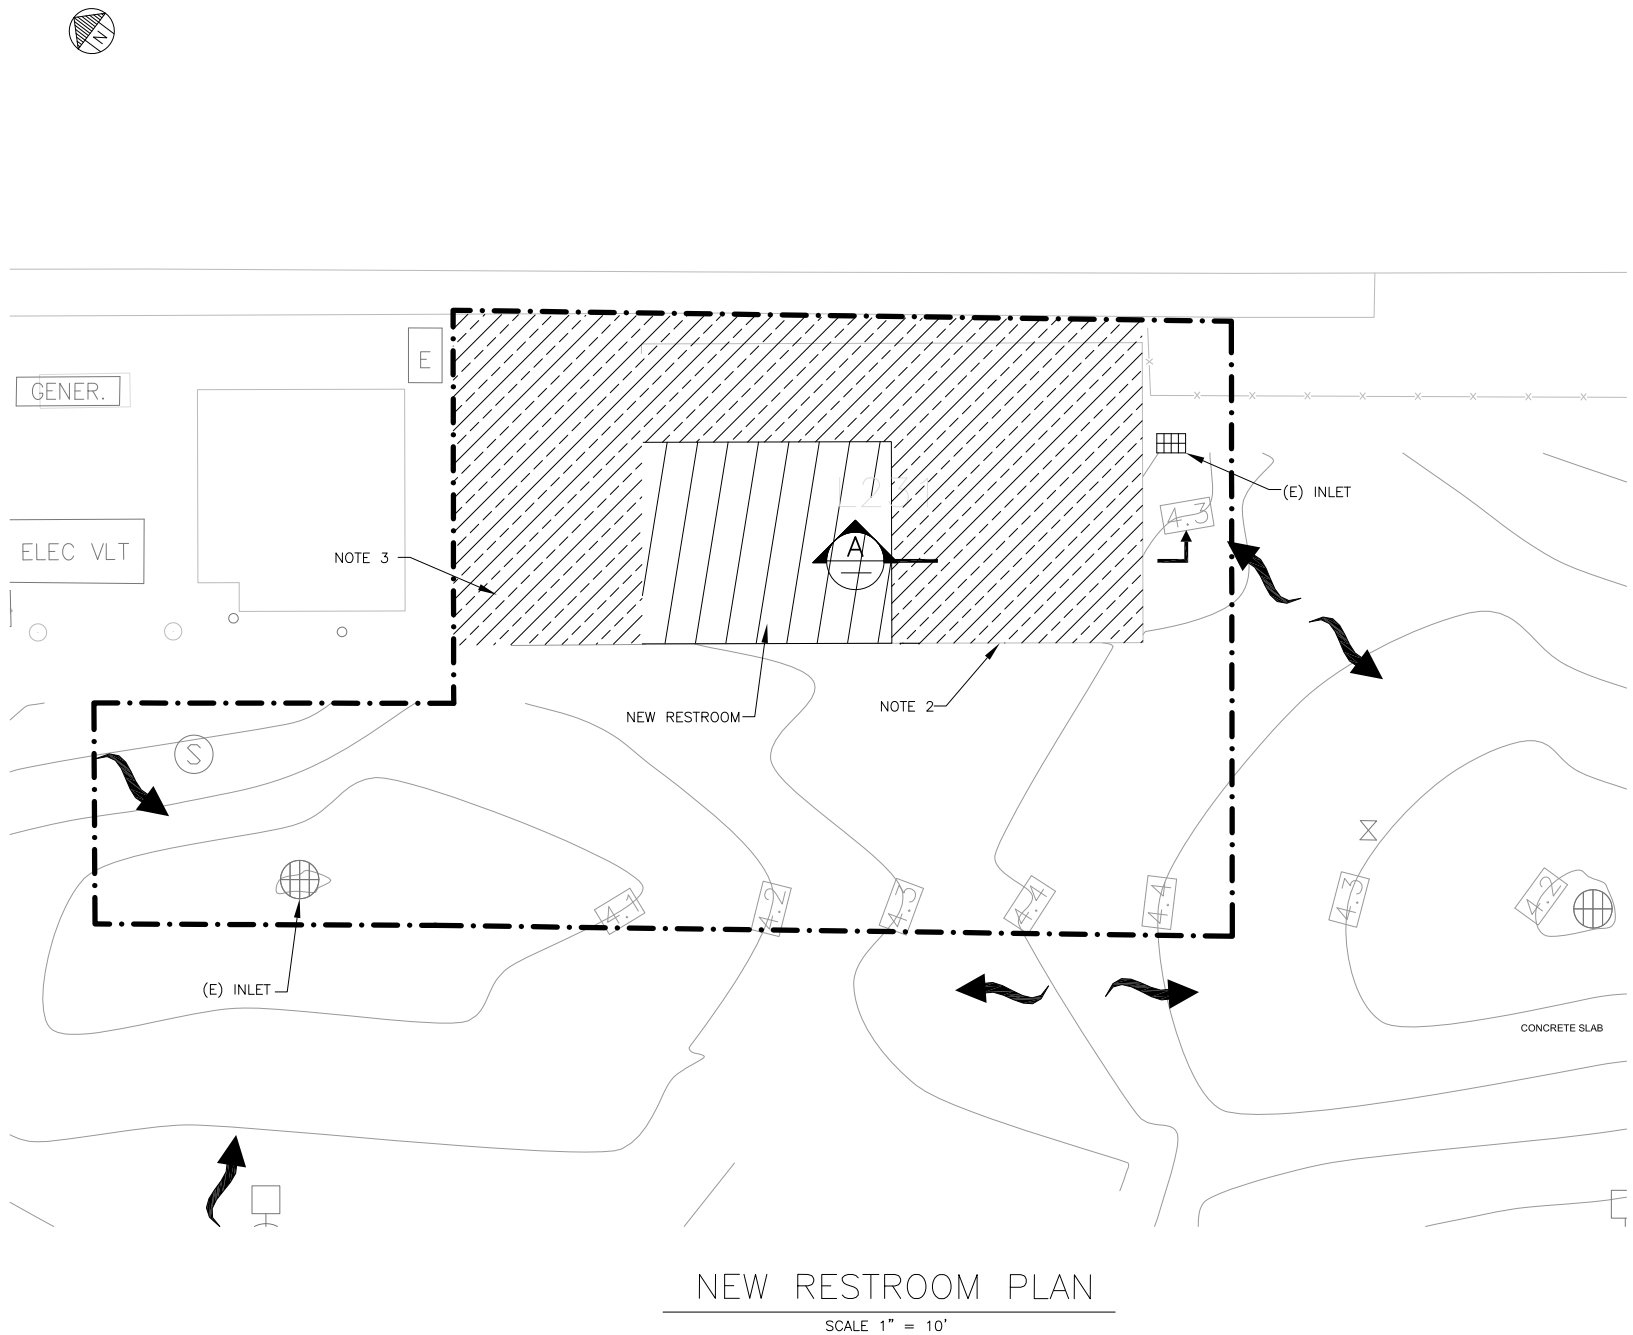 N
E
GENER.
L231
(E) INLET
4.3
A
ELEC VLT
NOTE 3
NOTE 2
NEW RESTROOM
S
4.1
4.2
4.3
4.4
4.4
4.3
4.2
(E) INLET
CONCRETE SLAB
NEW RESTROOM PLAN
SCALE 1" = 10'